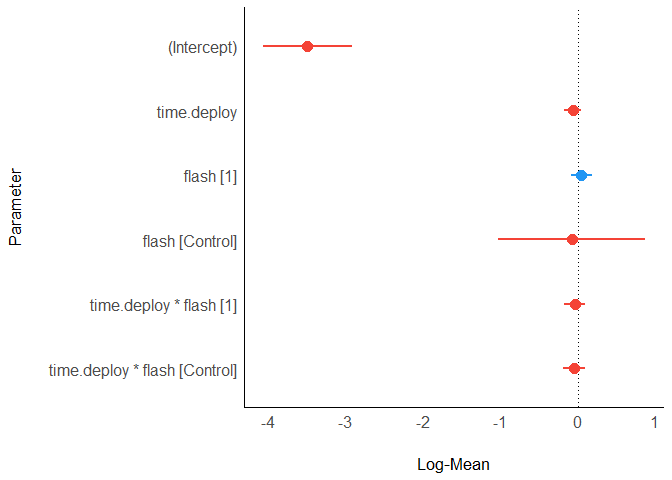 (Intercept)
time.deploy
flash [1]
flash [Control]
time.deploy * flash [1]
time.deploy * flash [Control]
Parameter
-4 -3 -2 -1 0 1
Log-Mean